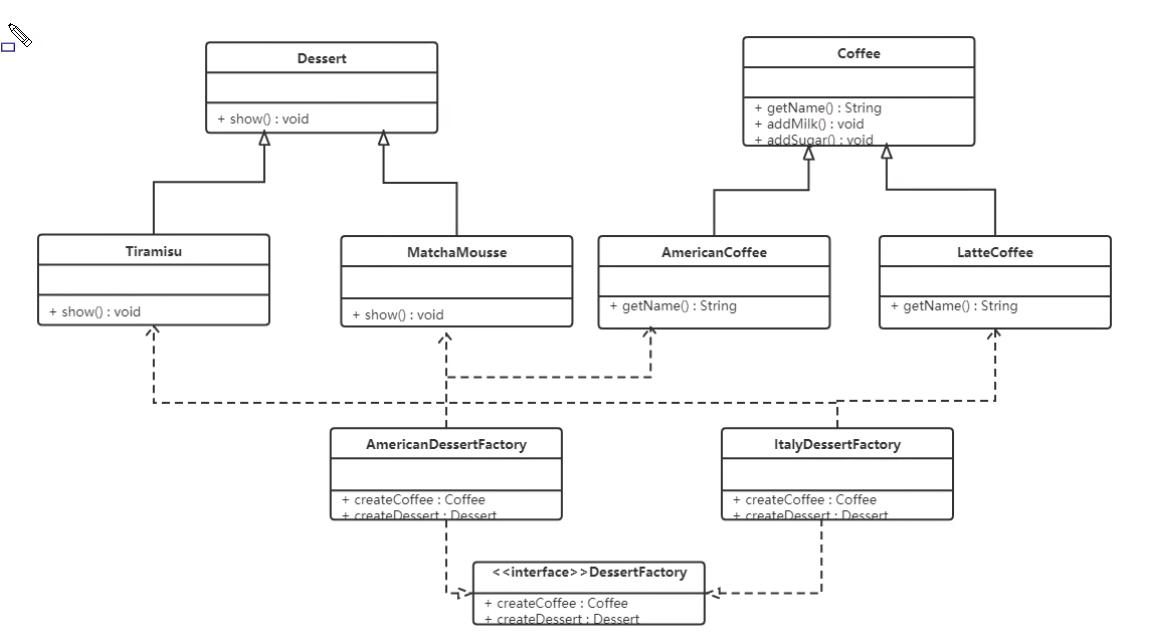 Dessert
+ show() : void
Coffee
+ getName() : String
+ addMilk() : void
+ addSugar() : void
Tiramisu
+ show() : void
MatchaMousse
+ show() : void
AmericanCoffee
+ getName() : String
LatteCoffee
+ getName() : String
AmericanDessertFactory
+ createCoffee : Coffee
+ createDessert : Dessert
ItalyDessertFactory
+ createCoffee : Coffee
+ createDessert : Dessert
<<interface>>DessertFactory
+ createCoffee : Coffee
+ createDessert : Dessert